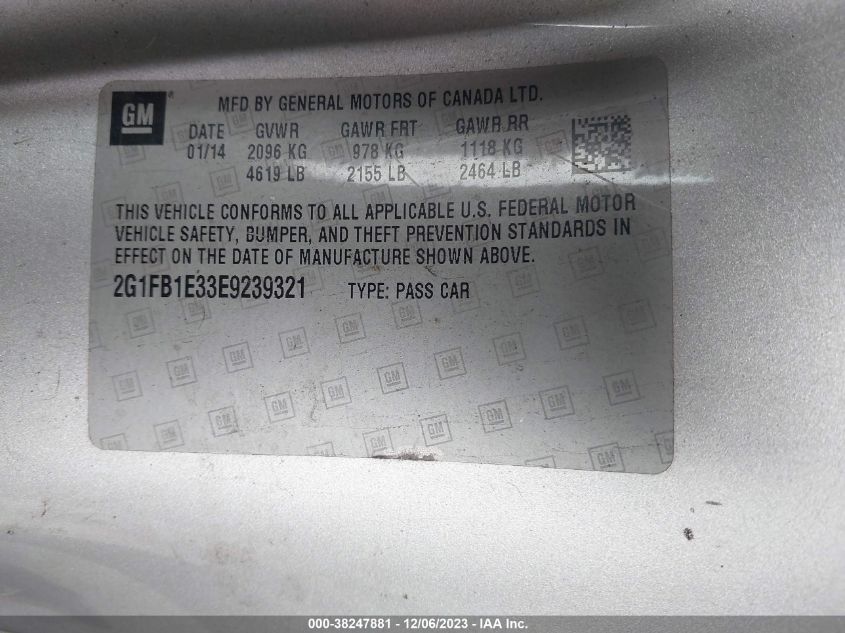 GM ® MFD BY GENERAL MOTORS OF CANADA LTD.
DATE GVWR GAWR FRT GAWR RR
01/14 2096 KG 978 KG 1118 KG
4619 LB 2155 LB 2464 LB
THIS VEHICLE CONFORMS TO ALL APPLICABLE U.S. FEDERAL MOTOR
VEHICLE SAFETY, BUMPER, AND THEFT PREVENTION STANDARDS IN
EFFECT ON THE DATE OF MANUFACTURE SHOWN ABOVE.
2G1FB1E33E9239321 TYPE: PASS CAR
000-38247881 - 12/06/2023 - IAA Inc.